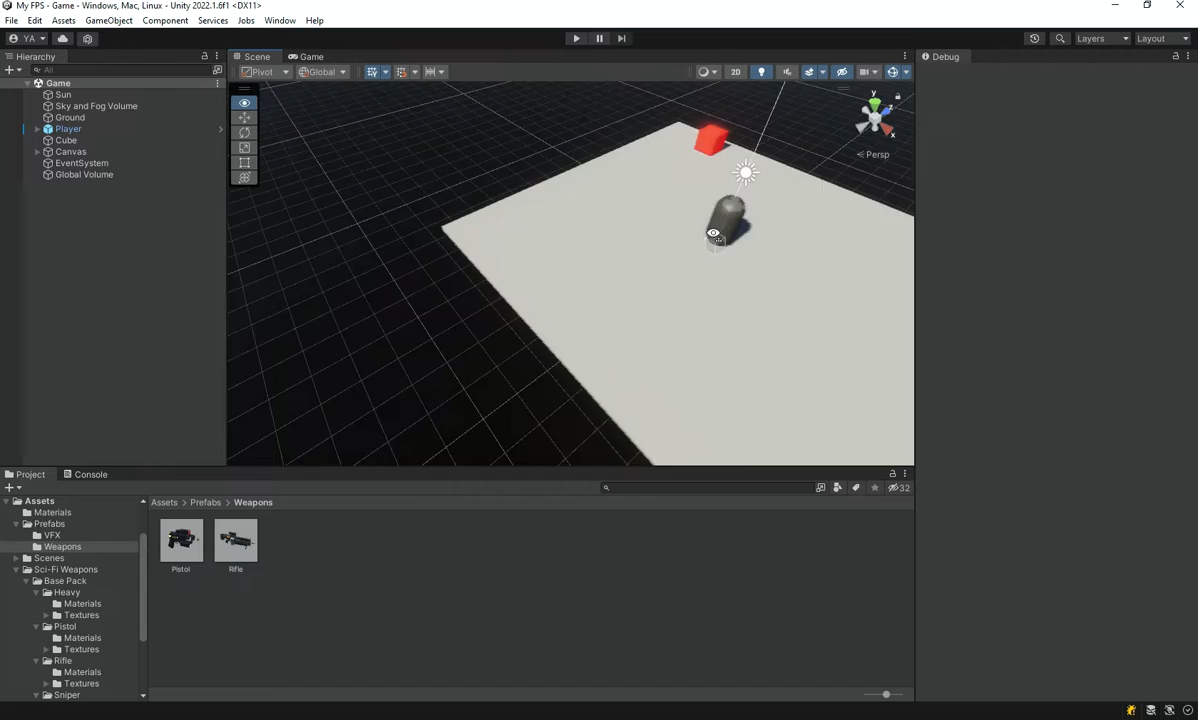 My FPS - Game - Windows, Mac, Linux - Unity 2022.1.6f1 <DX11>
File Edit Assets GameObject Component Services Jobs Window Help
YA Layers Layout
Hierarchy Scene Game Debug
All Pivot Global 2D
Game
Sun
Sky and Fog Volume
Ground
Player
Cube
Canvas
EventSystem
Global Volume
y
z
x
Persp
Project Console
32
Assets
Materials
Prefabs
VFX
Weapons
Scenes
Sci-Fi Weapons
Base Pack
Heavy
Materials
Textures
Pistol
Materials
Textures
Rifle
Materials
Textures
Sniper
Assets > Prefabs > Weapons
Pistol Rifle